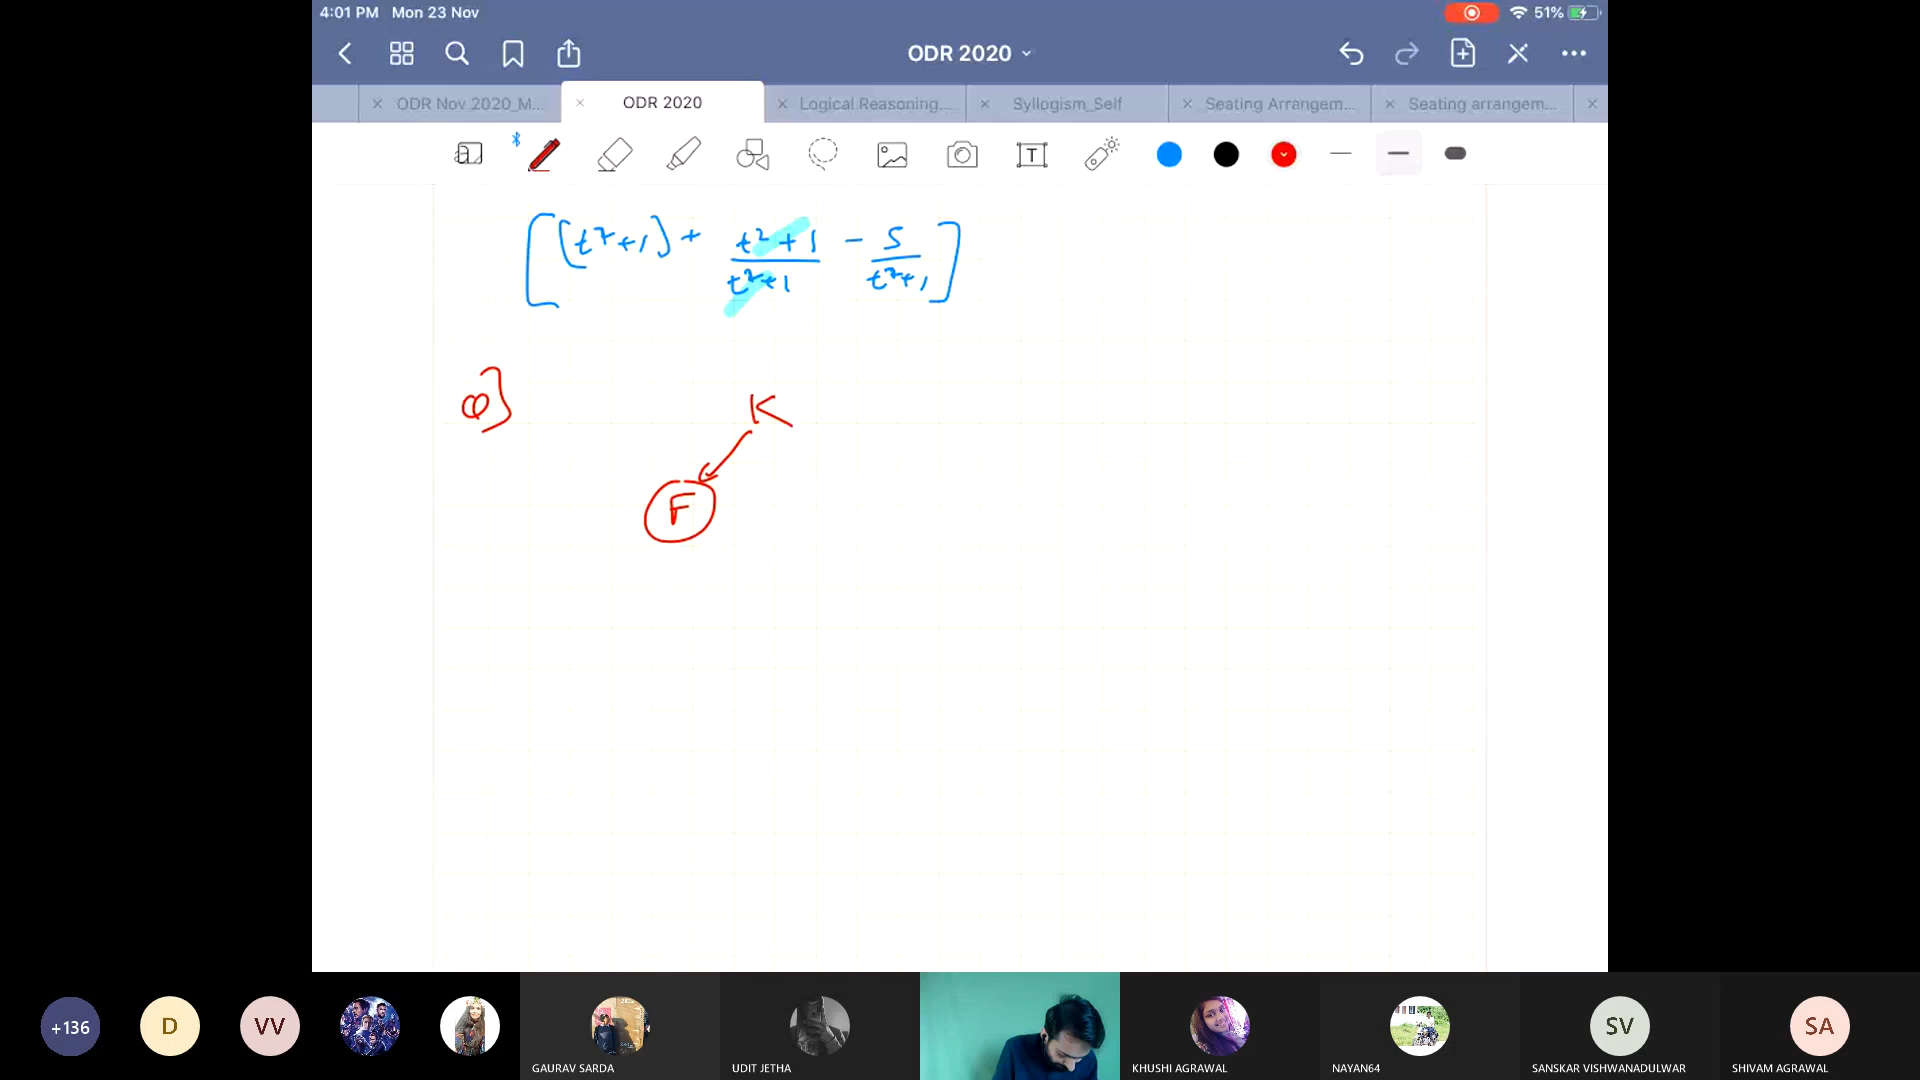 4:01 PM Mon 23 Nov 51%
ODR 2020
ODR Nov 2020_M... ODR 2020 Logical Reasoning.... Syllogism_Self Seating Arrangem... Seating arrangem...
[(t²+1) + t²+1/t²+1 - 5/t²+1]
Q]
K
F
+136 D VV SV SA
GAURAV SARDA UDIT JETHA KHUSHI AGRAWAL NAYAN64 SANSKAR VISHWANADULWAR SHIVAM AGRAWAL